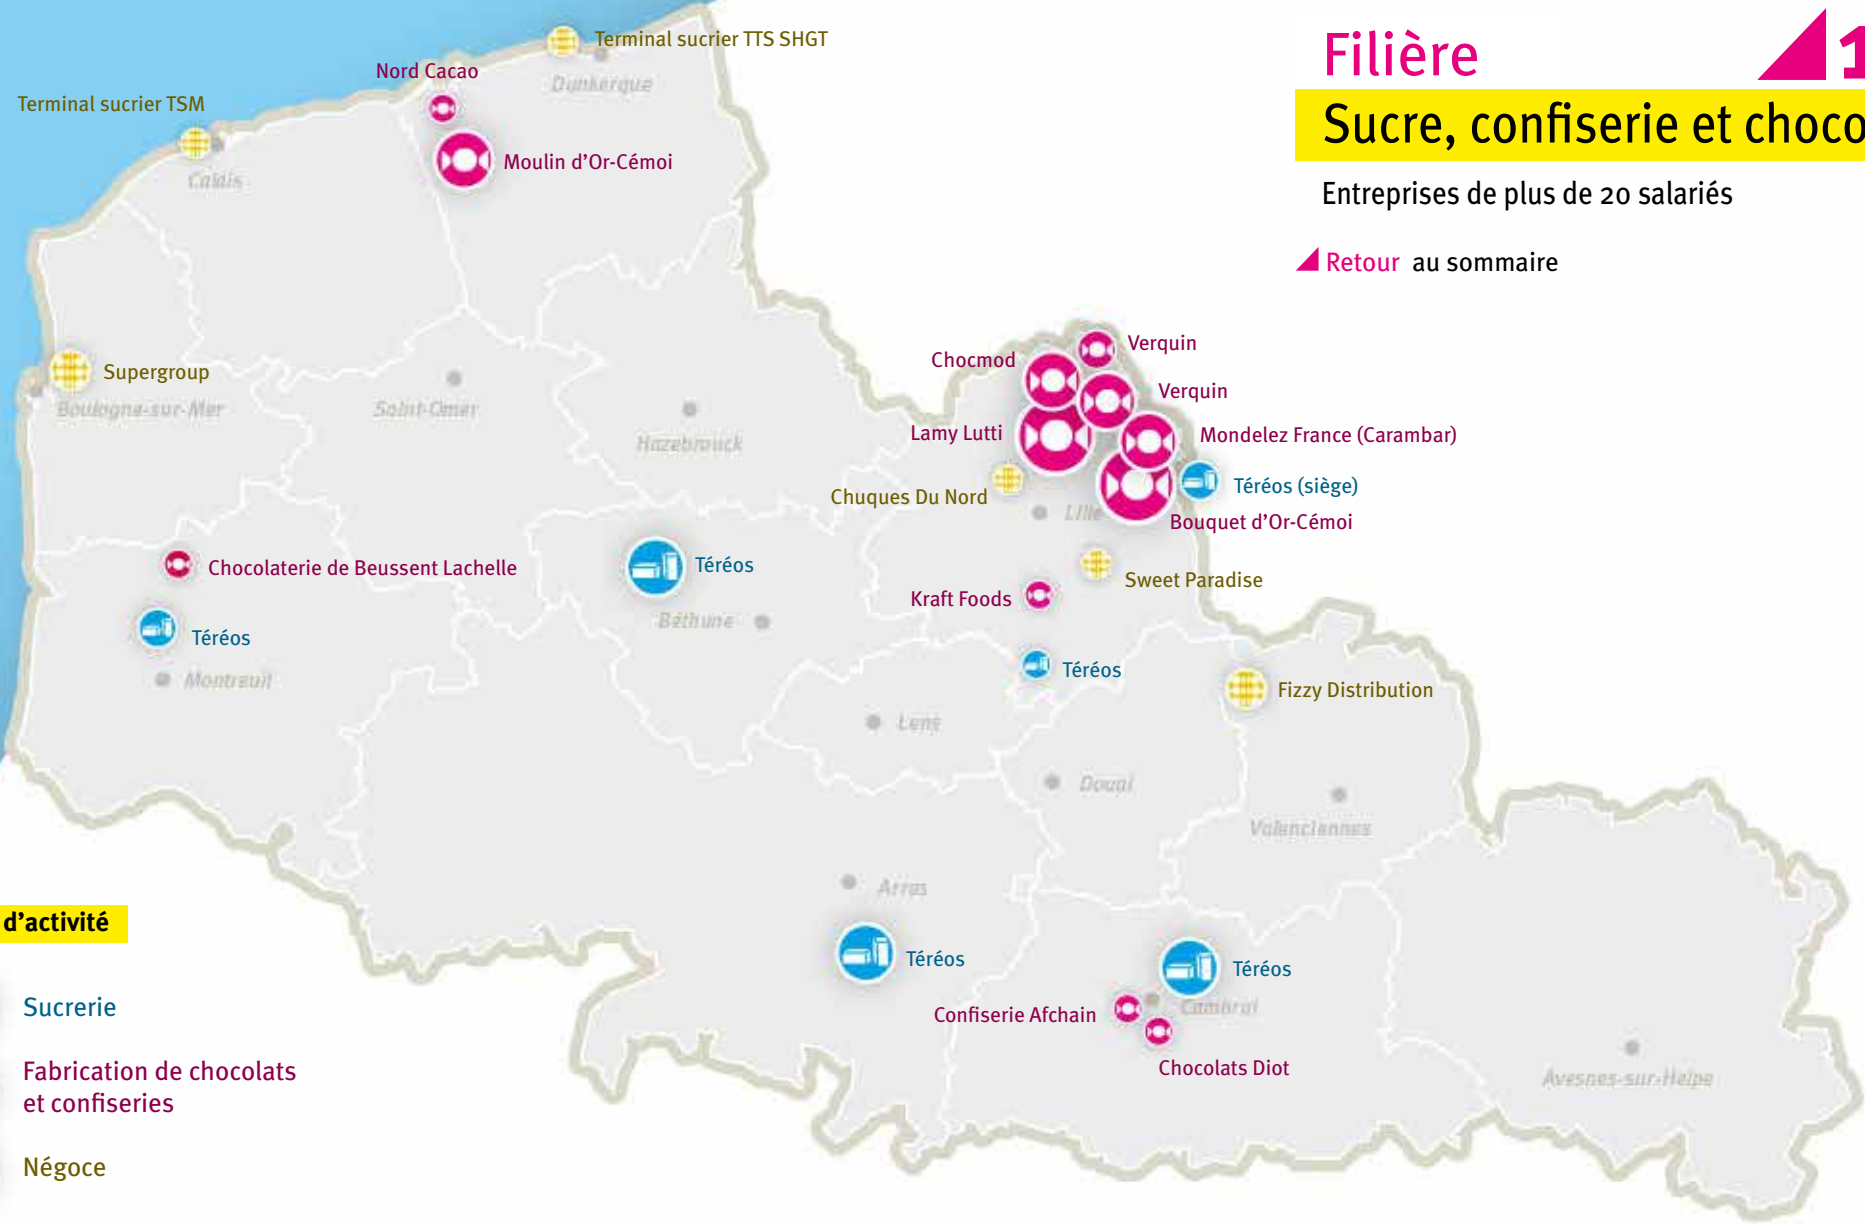 Filière
Sucre, confiserie et choco
Entreprises de plus de 20 salariés
Retour au sommaire
Terminal sucrier TTS SHGT
Dunkerque
Nord Cacao
Terminal sucrier TSM
Calais
Moulin d'Or-Cémoi
Supergroup
Boulogne-sur-Mer
Saint-Omer
Hazebrouck
Chocmod
Verquin
Verquin
Lamy Lutti
Mondelez France (Carambar)
Chuques Du Nord
Téréos (siège)
Lille
Bouquet d'Or-Cémoi
Chocolaterie de Beussent Lachelle
Téréos
Sweet Paradise
Kraft Foods
Béthune
Téréos
Montreuil
Téréos
Fizzy Distribution
Lens
Douai
Valenciennes
Arras
Téréos
Téréos
Confiserie Afchain
Cambrai
Chocolats Diot
Avesnes-sur-Helpe
d'activité
Sucrerie
Fabrication de chocolats
et confiseries
Négoce